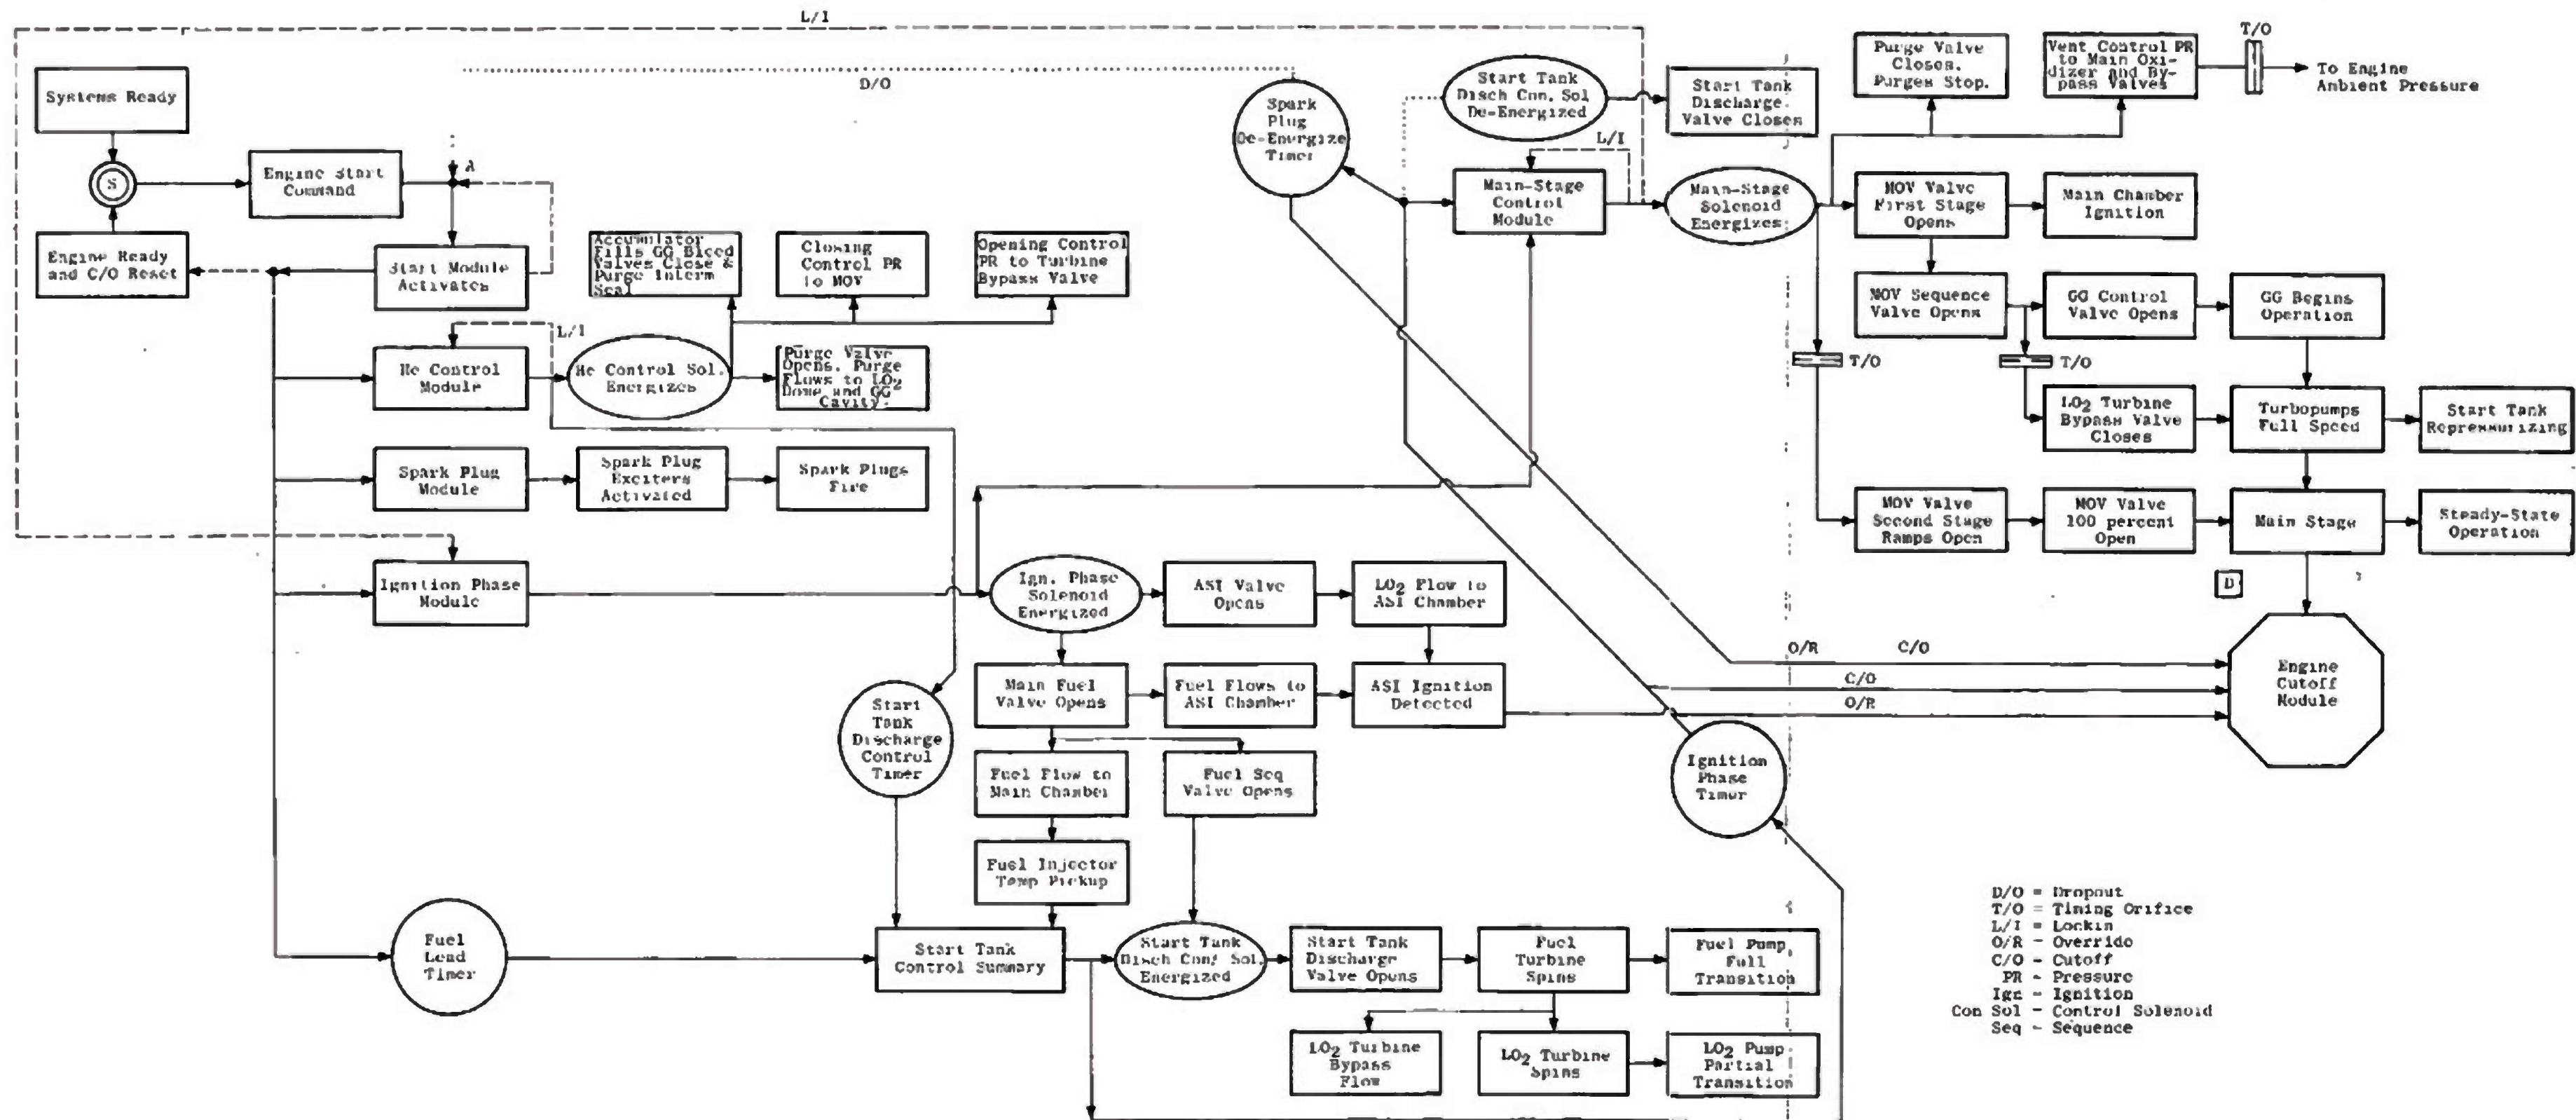 L/I
Systems Ready
S
Engine Start
Command
A
Engine Ready
and C/O Reset
Start Module
Activates
D/O
Accumulator
Fills GG Bleed
Valves Close &
Purge Interm
Seal
Closing
Control PR
to MOV
Opening Control
PR to Turbine
Bypass Valve
L/I
He Control
Module
He Control Sol.
Energizes
Purge Valve
Opens. Purge
Flows to LO2
Dome and GG
Cavity.
Spark Plug
Module
Spark Plug
Exciters
Activated
Spark Plugs
Fire
Ignition Phase
Module
Spark
Plug
De-Energize
Timer
Start Tank
Disch Con. Sol
De-Energized
Start Tank
Discharge
Valve Closes
L/I
Main-Stage
Control
Module
Main-Stage
Solenoid
Energizes
Purge Valve
Closes.
Purges Stop.
Vent Control PR
to Main Oxi-
dizer and By-
pass Valves
T/O
To Engine
Ambient Pressure
MOV Valve
First Stage
Opens
Main Chamber
Ignition
MOV Sequence
Valve Opens
GG Control
Valve Opens
GG Begins
Operation
T/O
T/O
LO2 Turbine
Bypass Valve
Closes
Turbopumps
Full Speed
Start Tank
Repressurizing
MOV Valve
Second Stage
Ramps Open
MOV Valve
100 percent
Open
Main Stage
Steady-State
Operation
D
Ign. Phase
Solenoid
Energized
ASI Valve
Opens
LO2 Flow to
ASI Chamber
Main Fuel
Valve Opens
Fuel Flows to
ASI Chamber
ASI Ignition
Detected
O/R C/O
C/O
O/R
Engine
Cutoff
Module
Start
Tank
Discharge
Control
Timer
Fuel Flow to
Main Chamber
Fuel Seq
Valve Opens
Ignition
Phase
Timer
Fuel Injector
Temp Pickup
Fuel
Lead
Timer
Start Tank
Control Summary
Start Tank
Disch Con. Sol.
Energized
Start Tank
Discharge
Valve Opens
Fuel
Turbine
Spins
Fuel Pump
Full
Transition
LO2 Turbine
Bypass
Flow
LO2 Turbine
Spins
LO2 Pump
Partial
Transition
D/O = Dropout
T/O = Timing Orifice
L/I = Lockin
O/R - Override
C/O - Cutoff
PR - Pressure
Ign - Ignition
Con Sol - Control Solenoid
Seq - Sequence